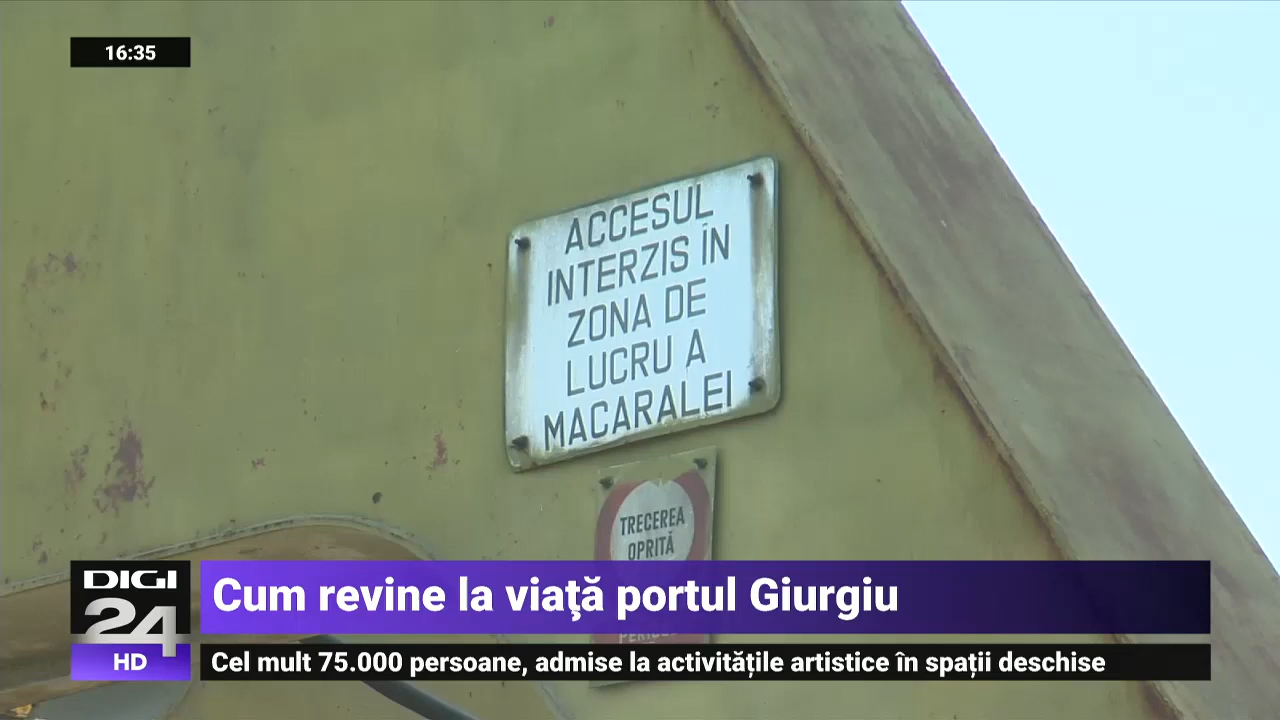 16:35
ACCESUL
INTERZIS ÎN
ZONA DE
LUCRU A
MACARALEI
TRECEREA
OPRITĂ
DIGI
24
HD
Cum revine la viață portul Giurgiu
Cel mult 75.000 persoane, admise la activitățile artistice în spații deschise